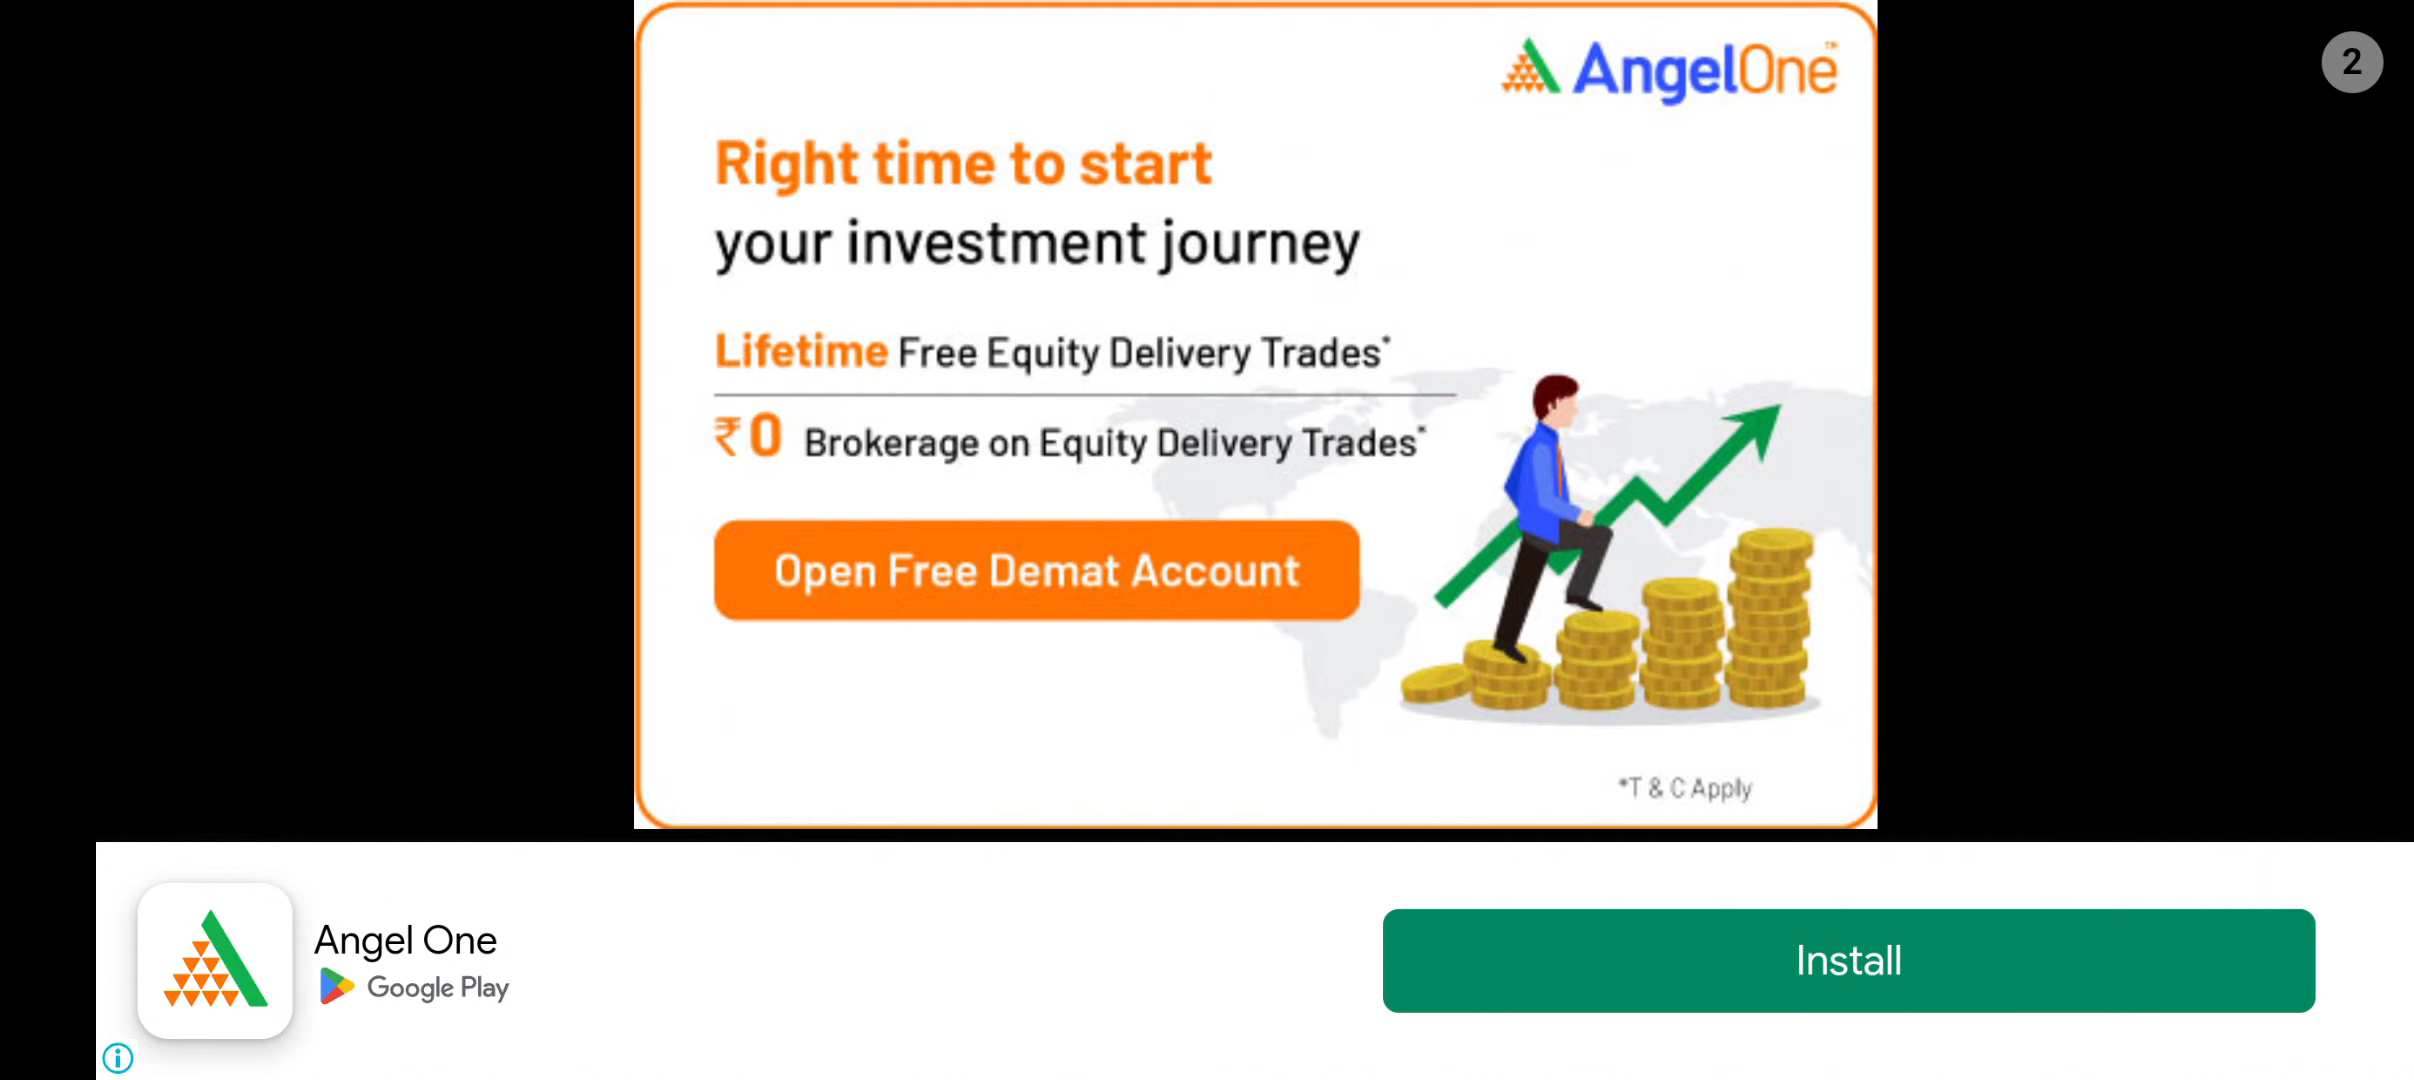 AngelOne™
2
Right time to start
your investment journey
Lifetime Free Equity Delivery Trades*
₹0 Brokerage on Equity Delivery Trades*
Open Free Demat Account
*T & C Apply
Angel One
Google Play
Install